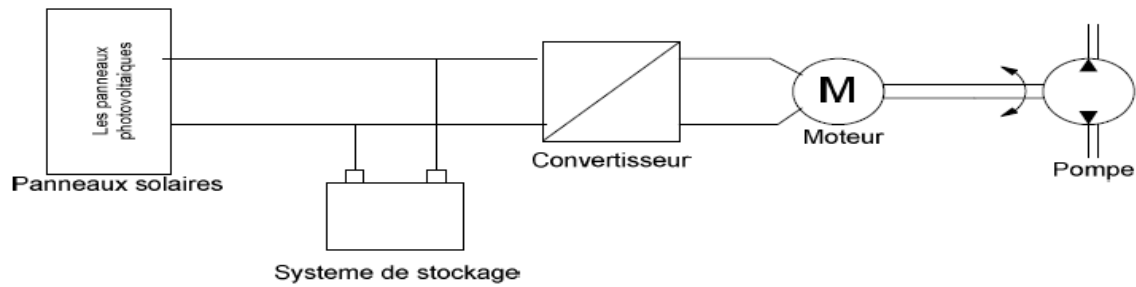 Les panneaux
photovoltaiques
Panneaux solaires
Systeme de stockage
Convertisseur
M
Moteur
Pompe